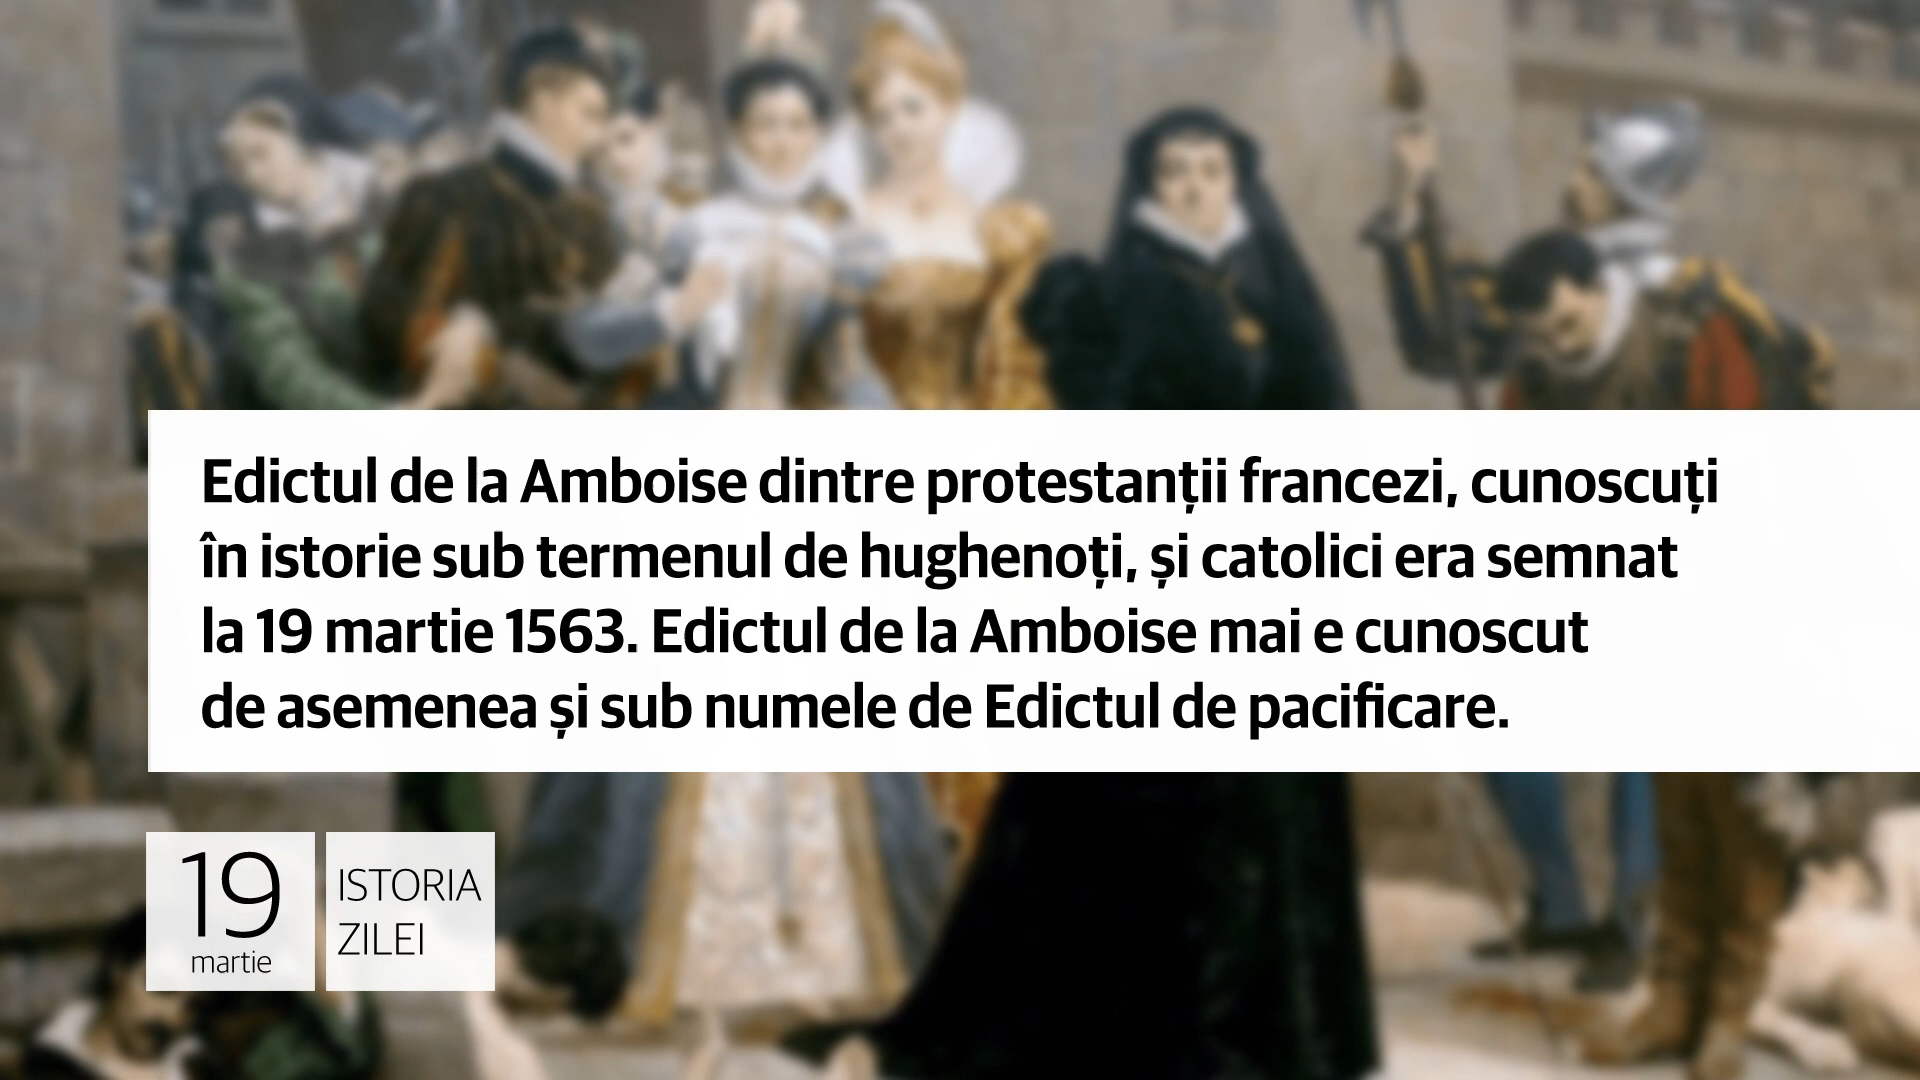 Edictul de la Amboise dintre protestanții francezi, cunoscuți
în istorie sub termenul de hughenoți, și catolici era semnat
la 19 martie 1563. Edictul de la Amboise mai e cunoscut
de asemenea și sub numele de Edictul de pacificare.
19
martie
ISTORIA
ZILEI